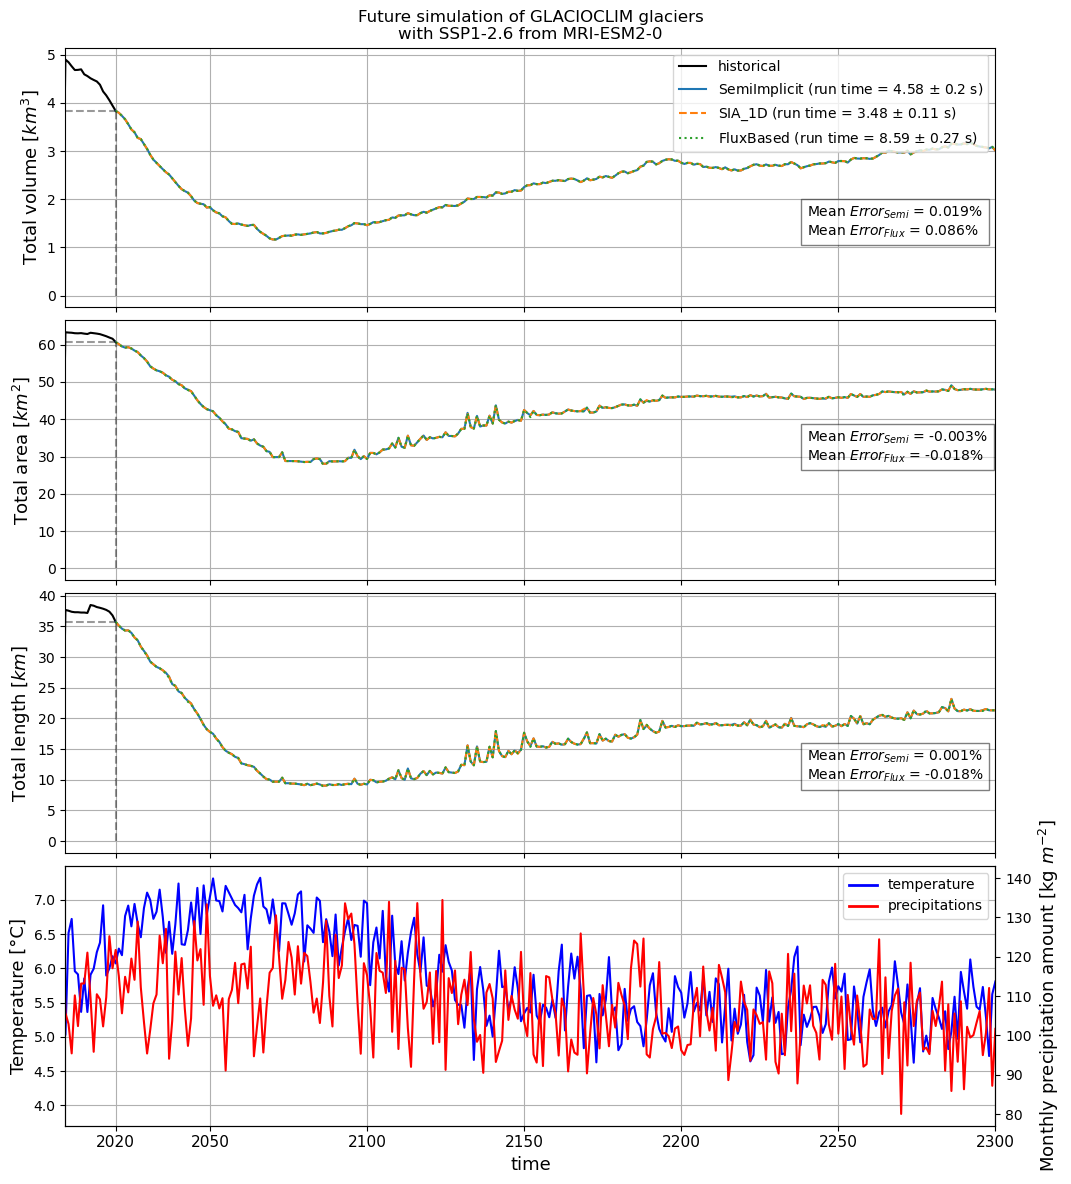 Future simulation of GLACIOCLIM glaciers
with SSP1-2.6 from MRI-ESM2-0
Total volume [km³]
5
4
3
2
1
0
historical
SemiImplicit (run time = 4.58 ± 0.2 s)
SIA_1D (run time = 3.48 ± 0.11 s)
FluxBased (run time = 8.59 ± 0.27 s)
Mean Error_Semi = 0.019%
Mean Error_Flux = 0.086%
Total area [km²]
60
50
40
30
20
10
0
Mean Error_Semi = -0.003%
Mean Error_Flux = -0.018%
Total length [km]
40
35
30
25
20
15
10
5
0
Mean Error_Semi = 0.001%
Mean Error_Flux = -0.018%
Temperature [°C]
7.0
6.5
6.0
5.5
5.0
4.5
4.0
temperature
precipitations
140
130
120
110
100
90
80
Monthly precipitation amount [kg m⁻²]
2020 2050 2100 2150 2200 2250 2300
time